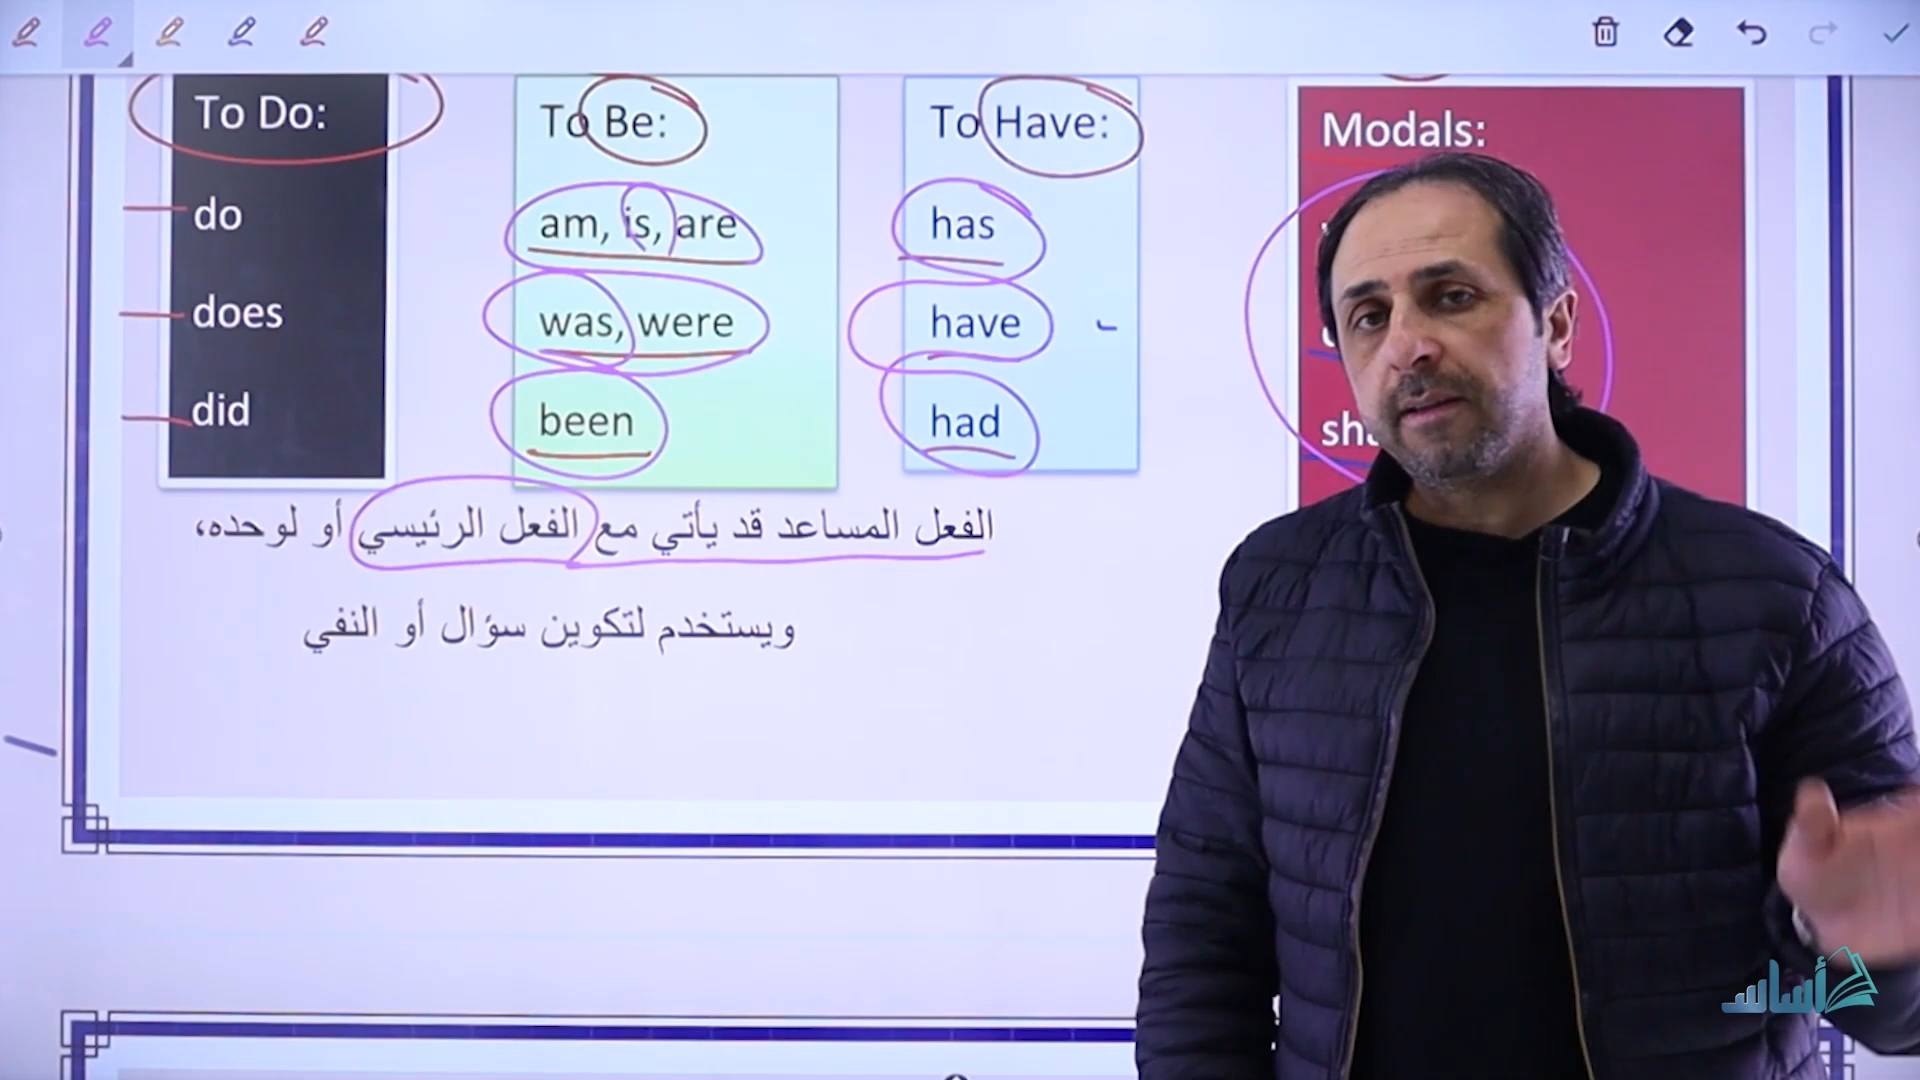 To Do:
do
does
did
To Be:
am, is, are
was, were
been
To Have:
has
have
had
Modals:
الفعل المساعد قد يأتي مع الفعل الرئيسي أو لوحده،
ويستخدم لتكوين سؤال أو النفي
أساس